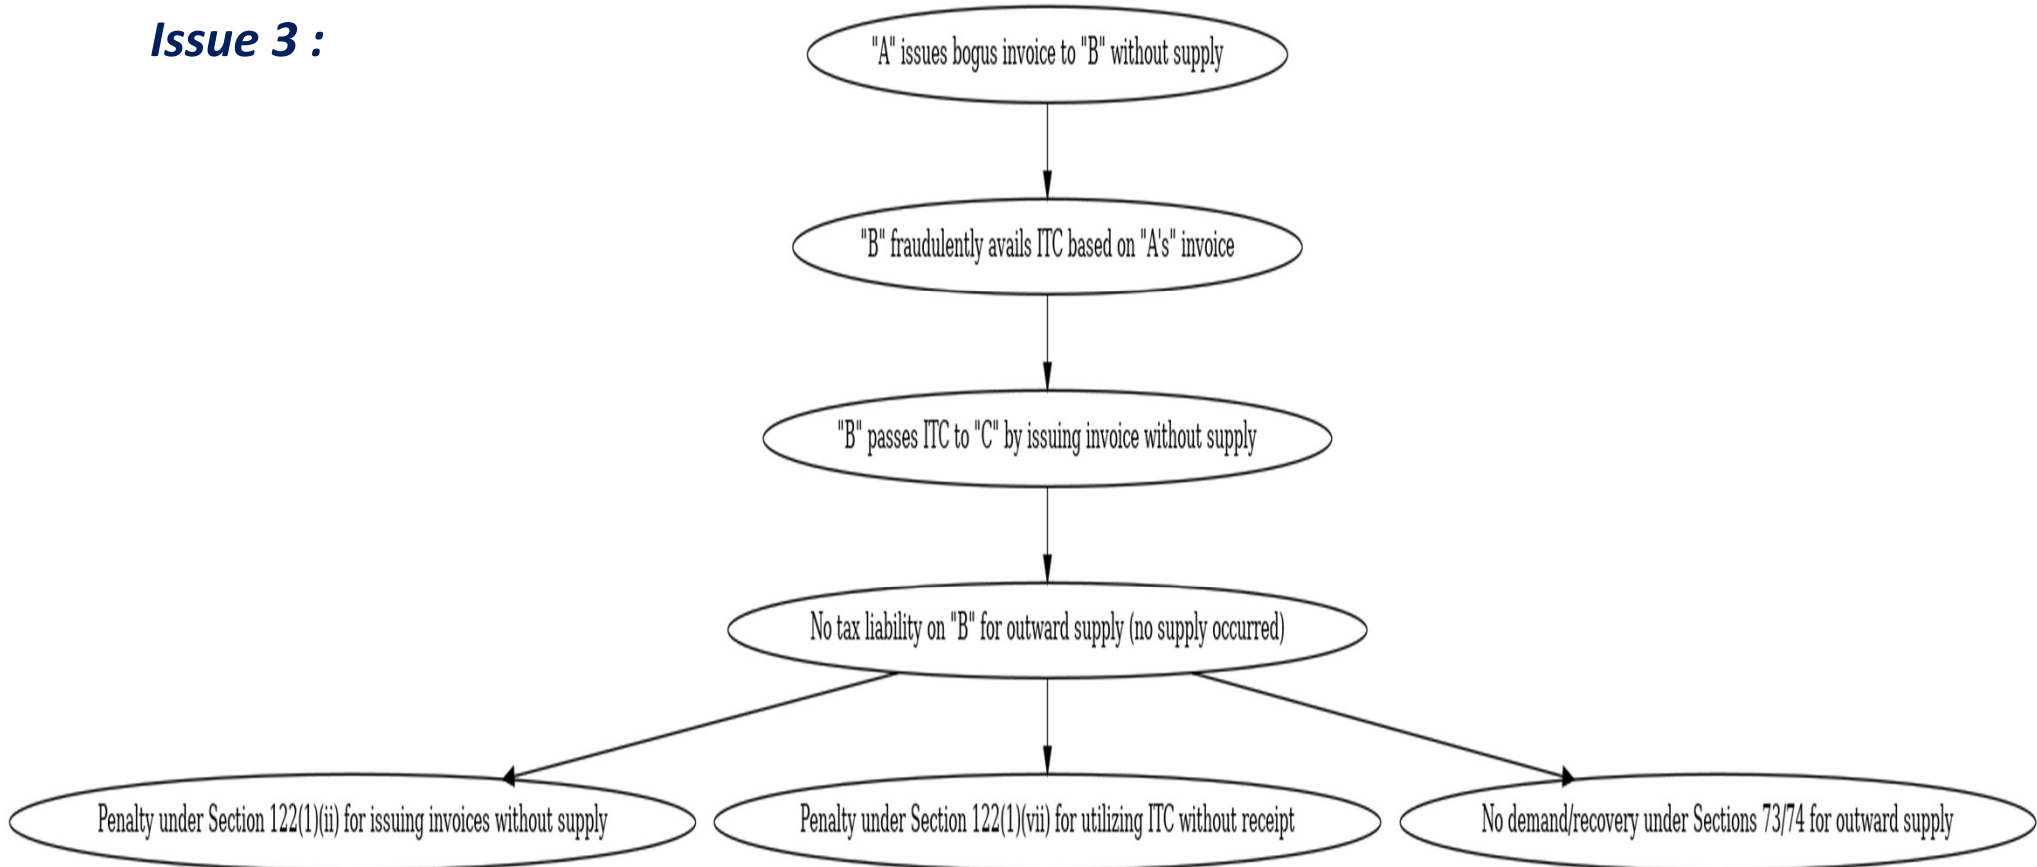 Issue 3 :
"A" issues bogus invoice to "B" without supply
"B" fraudulently avails ITC based on "A's" invoice
"B" passes ITC to "C" by issuing invoice without supply
No tax liability on "B" for outward supply (no supply occurred)
Penalty under Section 122(1)(ii) for issuing invoices without supply
Penalty under Section 122(1)(vii) for utilizing ITC without receipt
No demand/recovery under Sections 73/74 for outward supply